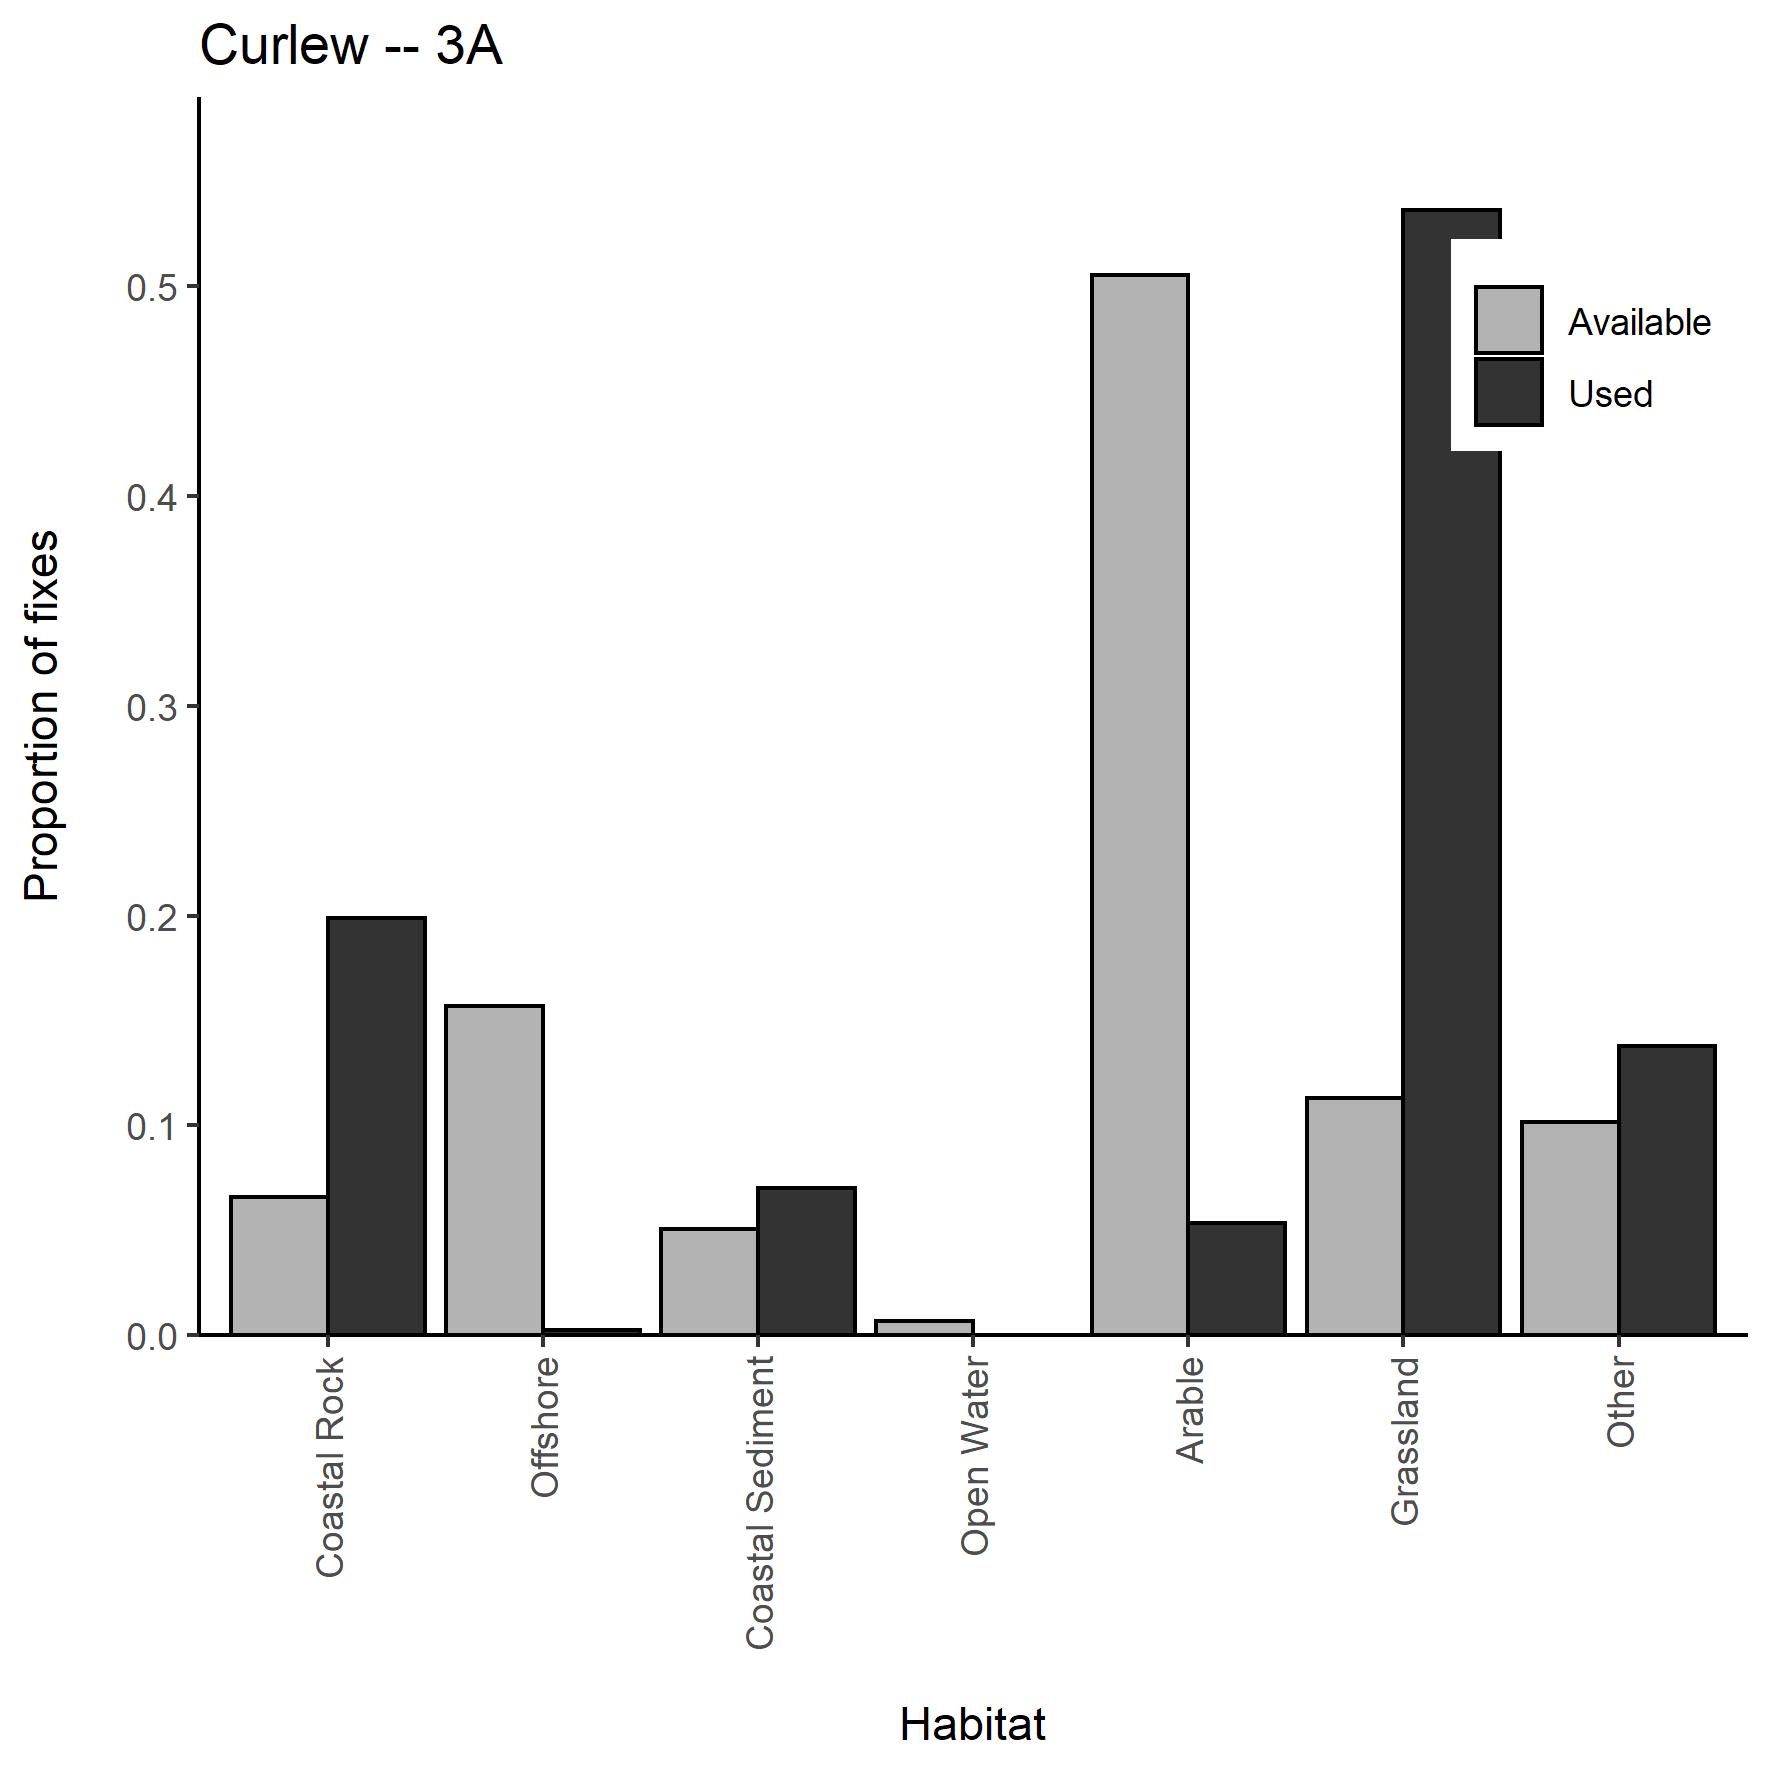 Curlew -- 3A
Proportion of fixes
0.5
0.4
0.3
0.2
0.1
0.0
Available
Used
Coastal Rock
Offshore
Coastal Sediment
Open Water
Arable
Grassland
Other
Habitat